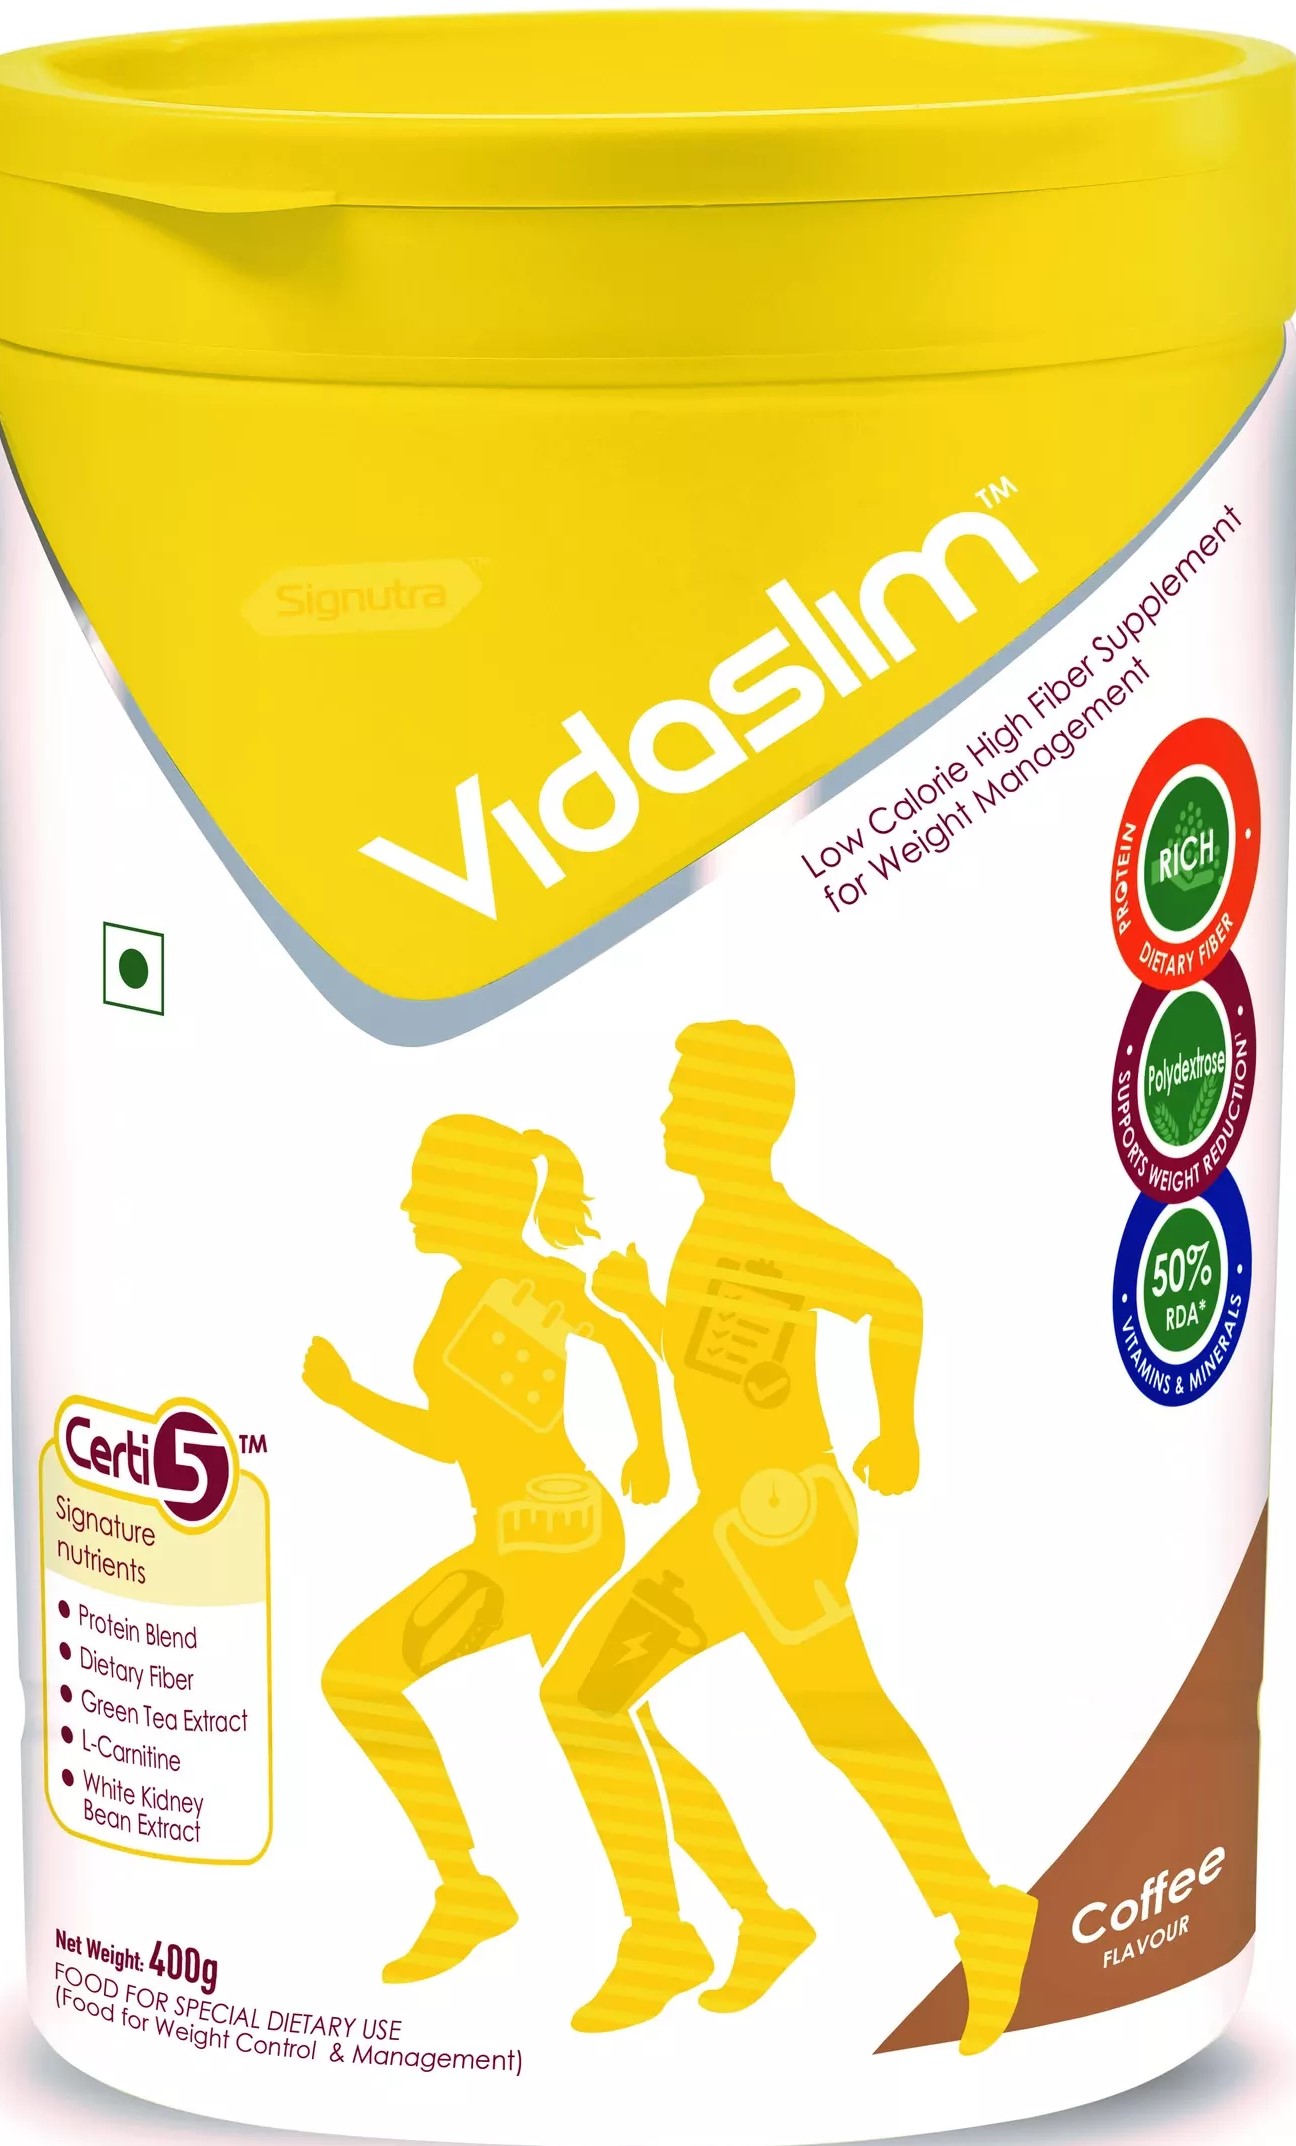 Signutra™
Vidaslim™
Low Calorie High Fiber Supplement
for Weight Management
PROTEIN
RICH
DIETARY FIBER
Polydextrose
SUPPORTS WEIGHT REDUCTION¹
50%
RDA*
VITAMINS & MINERALS
Certi5™
Signature
nutrients
• Protein Blend
• Dietary Fiber
• Green Tea Extract
• L-Carnitine
• White Kidney
Bean Extract
Net Weight: 400g
FOOD FOR SPECIAL DIETARY USE
(Food for Weight Control & Management)
Coffee
FLAVOUR